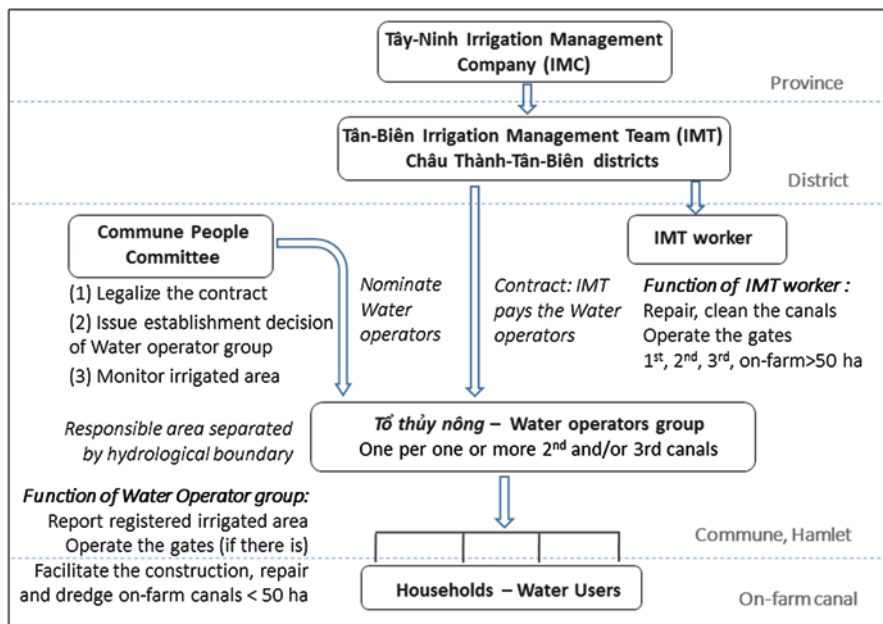 Tây-Ninh Irrigation Management
Company (IMC)
Province
Tân-Biên Irrigation Management Team (IMT)
Châu Thành-Tân-Biên districts
District
Commune People
Committee
(1) Legalize the contract
(2) Issue establishment decision
of Water operator group
(3) Monitor irrigated area
Nominate
Water
operators
Contract: IMT
pays the Water
operators
IMT worker
Function of IMT worker :
Repair, clean the canals
Operate the gates
1st, 2nd, 3rd, on-farm>50 ha
Responsible area separated
by hydrological boundary
Tổ thủy nông – Water operators group
One per one or more 2nd and/or 3rd canals
Function of Water Operator group:
Report registered irrigated area
Operate the gates (if there is)
Facilitate the construction, repair
and dredge on-farm canals < 50 ha
Commune, Hamlet
Households – Water Users
On-farm canal